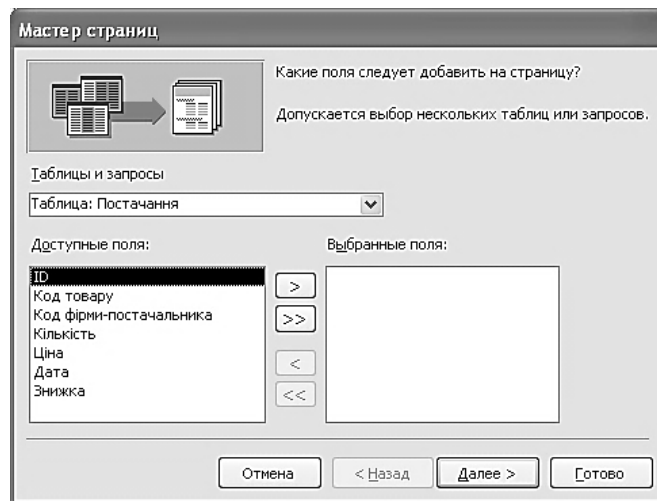 Мастер страниц
Какие поля следует добавить на страницу?
Допускается выбор нескольких таблиц или запросов.
Таблицы и запросы
Таблица: Постачання
Доступные поля:
Выбранные поля:
ID
Код товару
Код фірми-постачальника
Кількість
Ціна
Дата
Знижка
>
>>
<
<<
Отмена
< Назад
Далее >
Готово